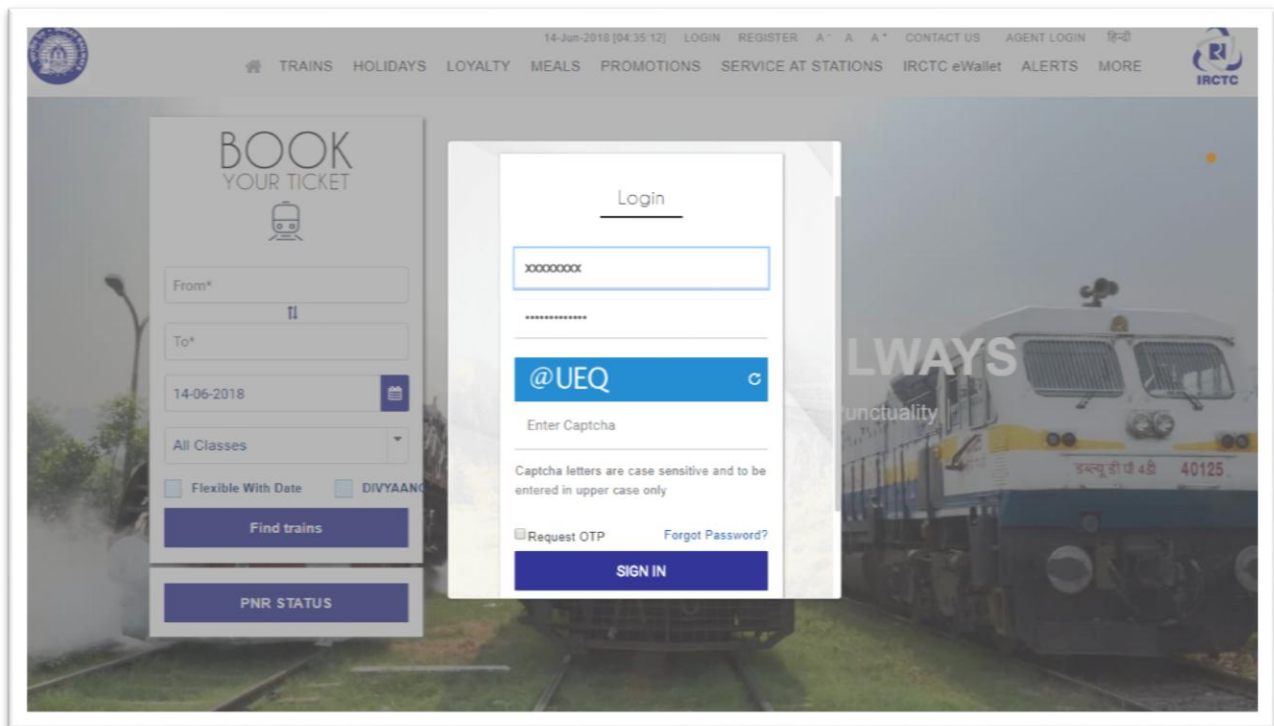 14-Jun-2018 [04:35:12] LOGIN REGISTER A- A A+ CONTACT US AGENT LOGIN हिन्दी
TRAINS HOLIDAYS LOYALTY MEALS PROMOTIONS SERVICE AT STATIONS IRCTC eWallet ALERTS MORE
IRCTC
BOOK
YOUR TICKET
From*
To*
14-06-2018
All Classes
Flexible With Date DIVYAANG
Find trains
PNR STATUS
Login
xxxxxxxx
•••••••••••••
@UEQ
Enter Captcha
Captcha letters are case sensitive and to be
entered in upper case only
Request OTP Forgot Password?
SIGN IN
LWAYS
unctuality
डब्ल्यू डी पी 4डी 40125